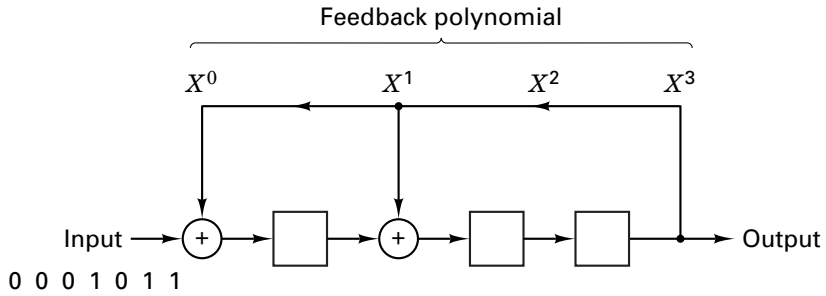 Feedback polynomial
X⁰ X¹ X² X³
Input + + Output
0 0 0 1 0 1 1